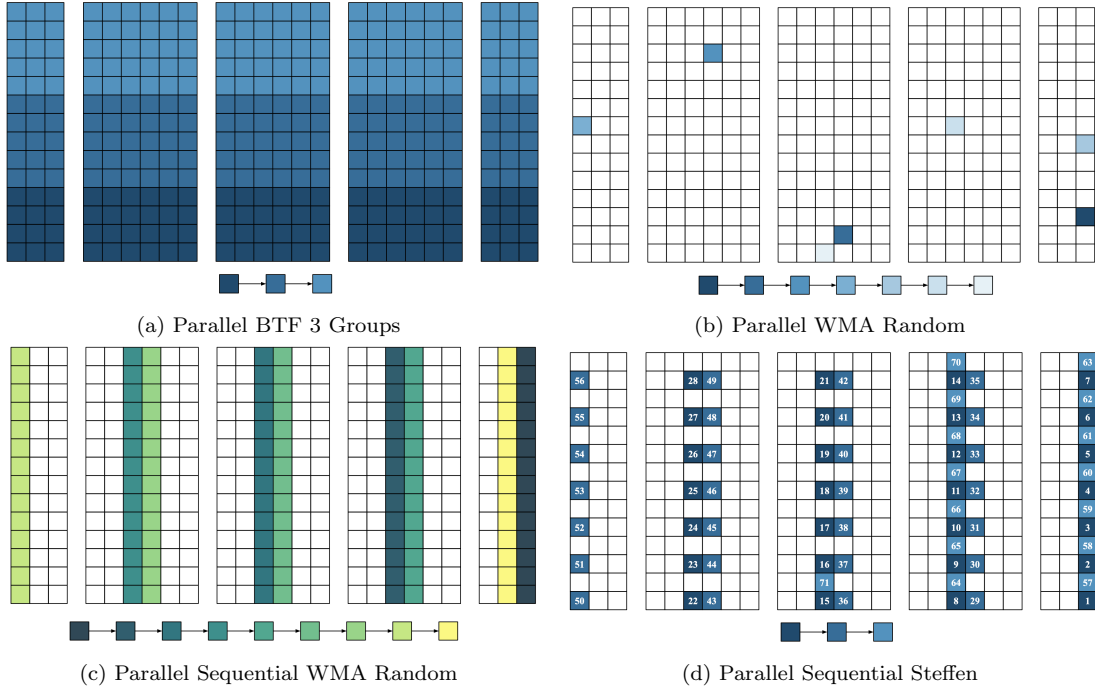 (a) Parallel BTF 3 Groups
(b) Parallel WMA Random
(c) Parallel Sequential WMA Random
70 63
56 28 49 21 42 14 35 7
69 62
55 27 48 20 41 13 34 6
68 61
54 26 47 19 40 12 33 5
67 60
53 25 46 18 39 11 32 4
66 59
52 24 45 17 38 10 31 3
65 58
51 23 44 16 37 9 30 2
71 64 57
50 22 43 15 36 8 29 1
(d) Parallel Sequential Steffen